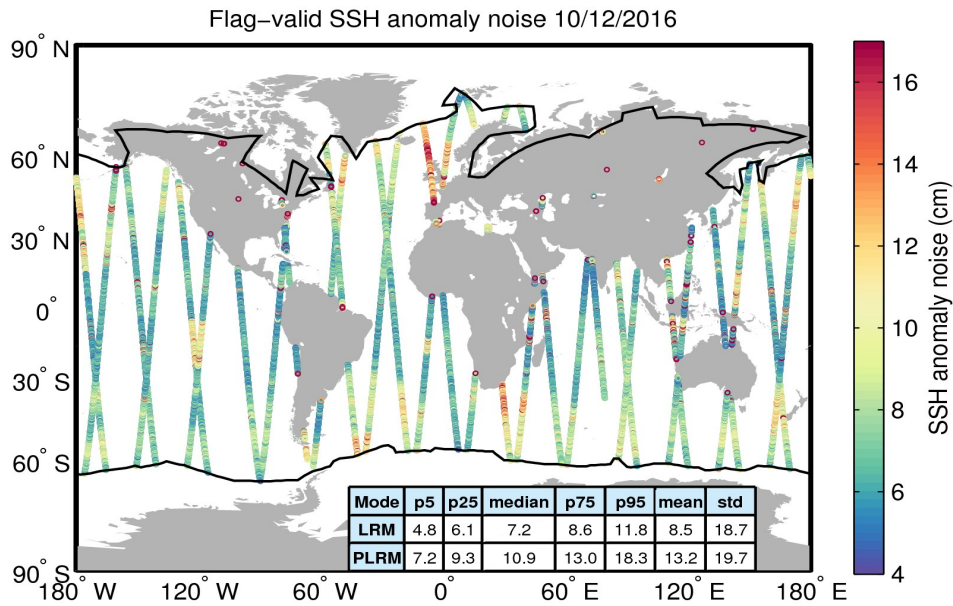 Flag−valid SSH anomaly noise 10/12/2016
90° N
60° N
30° N
0°
30° S
60° S
90° S
180° W
120° W
60° W
0°
60° E
120° E
180° E
16
14
12
10
8
6
4
SSH anomaly noise (cm)
Mode p5 p25 median p75 p95 mean std
LRM 4.8 6.1 7.2 8.6 11.8 8.5 18.7
PLRM 7.2 9.3 10.9 13.0 18.3 13.2 19.7